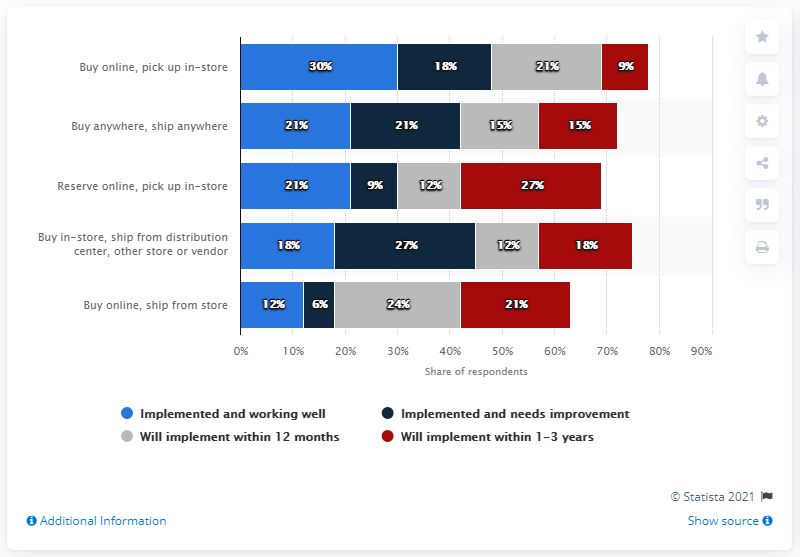 Buy online, pick up in-store
30% 18% 21% 9%
Buy anywhere, ship anywhere
21% 21% 15% 15%
Reserve online, pick up in-store
21% 9% 12% 27%
Buy in-store, ship from distribution
center, other store or vendor
18% 27% 12% 18%
Buy online, ship from store
12% 6% 24% 21%
0% 10% 20% 30% 40% 50% 60% 70% 80% 90%
Share of respondents
Implemented and working well
Implemented and needs improvement
Will implement within 12 months
Will implement within 1-3 years
© Statista 2021
Additional Information
Show source